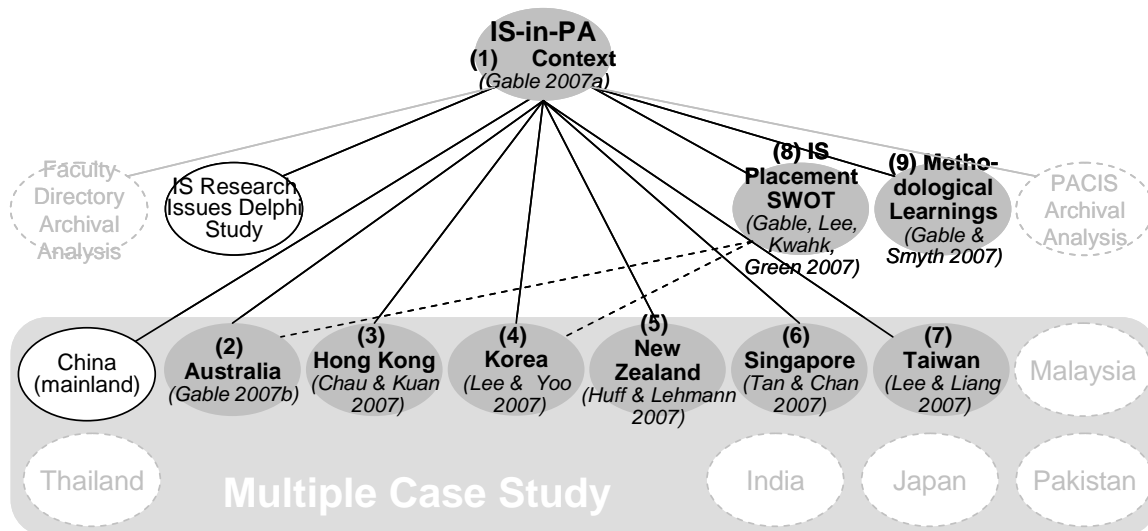 IS-in-PA
(1) Context
(Gable 2007a)
Faculty
Directory
Archival
Analysis
IS Research
Issues Delphi
Study
(8) IS
Placement
SWOT
(Gable, Lee,
Kwahk,
Green 2007)
(9) Metho-
dological
Learnings
(Gable &
Smyth 2007)
PACIS
Archival
Analysis
China
(mainland)
(2)
Australia
(Gable 2007b)
(3)
Hong Kong
(Chau & Kuan
2007)
(4)
Korea
(Lee & Yoo
2007)
(5)
New
Zealand
(Huff & Lehmann
2007)
(6)
Singapore
(Tan & Chan
2007)
(7)
Taiwan
(Lee & Liang
2007)
Malaysia
Thailand
Multiple Case Study
India
Japan
Pakistan